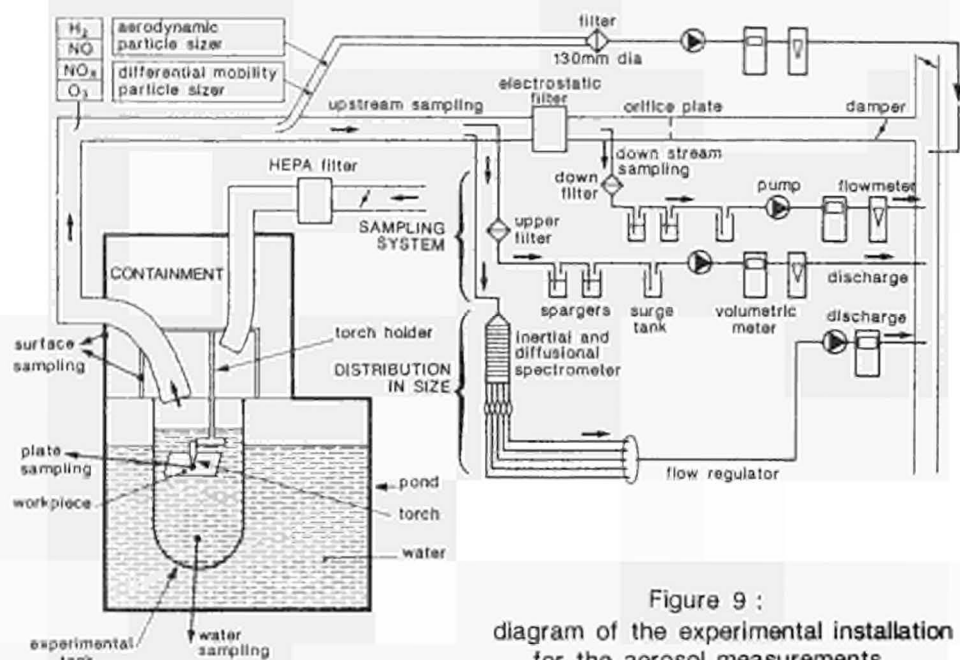 H₂
NO
NOx
O₃
aerodynamic
particle sizer
differential mobility
particle sizer
filter
130mm dia
upstream sampling
electrostatic
filter
orifice plate
damper
HEPA filter
down stream
sampling
down
filter
pump
flowmeter
SAMPLING
SYSTEM
upper
filter
CONTAINMENT
discharge
spargers
surge
tank
volumetric
meter
discharge
torch holder
surface
sampling
inertial and
diffusional
spectrometer
DISTRIBUTION
IN SIZE
plate
sampling
workpiece
pond
torch
flow regulator
water
experimental
water
sampling
Figure 9 :
diagram of the experimental installation
for the aerosol measurements